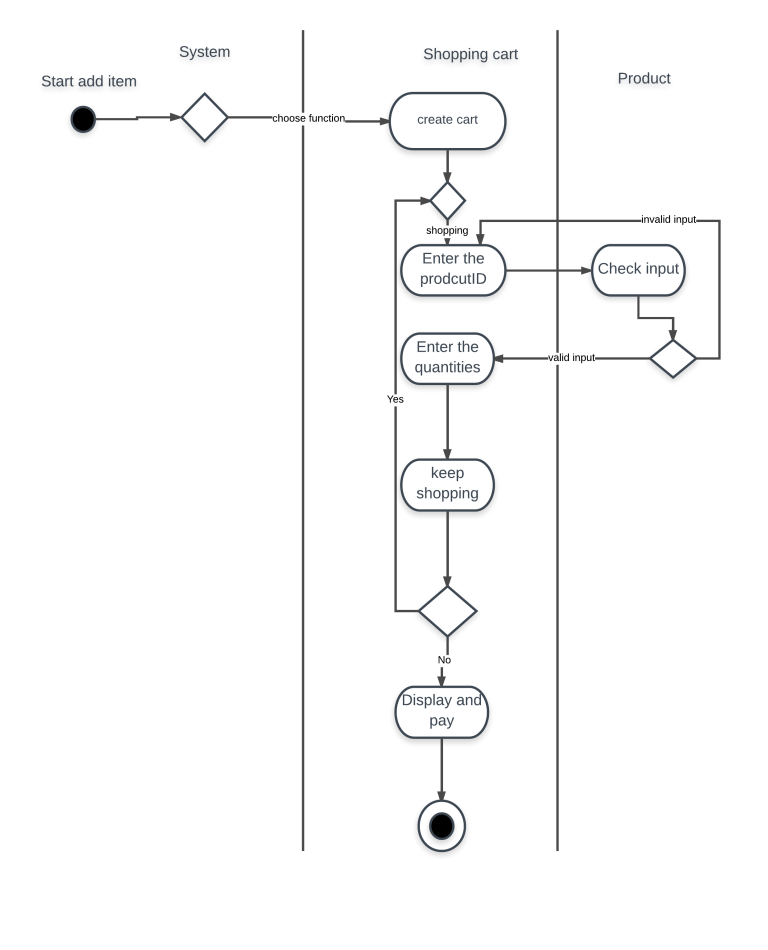 System
Shopping cart
Start add item
Product
choose function
create cart
invalid input
shopping
Enter the
prodcutID
Check input
Enter the
quantities
valid input
Yes
keep
shopping
No
Display and
pay